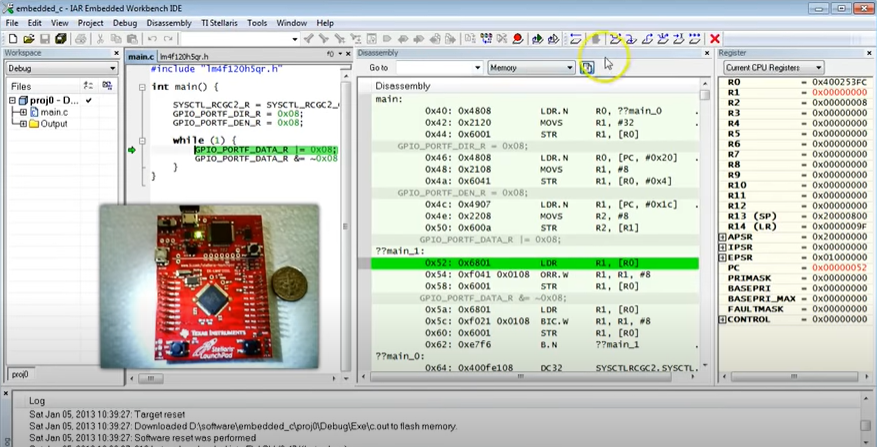 embedded_c - IAR Embedded Workbench IDE
File Edit View Project Debug Disassembly TI Stellaris Tools Window Help
Workspace
Debug
Files
proj0 - D...
main.c
Output
proj0
main.c lm4f120h5qr.h
f()
#include "lm4f120h5qr.h"
int main() {
SYSCTL_RCGC2_R = SYSCTL_RCGC2_
GPIO_PORTF_DIR_R = 0x08;
GPIO_PORTF_DEN_R = 0x08;
while (1) {
GPIO_PORTF_DATA_R |= 0x08;
GPIO_PORTF_DATA_R &= ~0x08
}
}
TEXAS INSTRUMENTS
Stellaris
LaunchPad
Disassembly
Go to
Memory
Disassembly
main:
0x40: 0x4808 LDR.N R0, ??main_0
0x42: 0x2120 MOVS R1, #32
0x44: 0x6001 STR R1, [R0]
GPIO_PORTF_DIR_R = 0x08;
0x46: 0x4808 LDR.N R0, [PC, #0x20]
0x48: 0x2108 MOVS R1, #8
0x4a: 0x6041 STR R1, [R0, #0x4]
GPIO_PORTF_DEN_R = 0x08;
0x4c: 0x4907 LDR.N R1, [PC, #0x1c]
0x4e: 0x2208 MOVS R2, #8
0x50: 0x600a STR R2, [R1]
GPIO_PORTF_DATA_R |= 0x08;
??main_1:
0x52: 0x6801 LDR R1, [R0]
0x54: 0xf041 0x0108 ORR.W R1, R1, #8
0x58: 0x6001 STR R1, [R0]
GPIO_PORTF_DATA_R &= ~0x08;
0x5a: 0x6801 LDR R1, [R0]
0x5c: 0xf021 0x0108 BIC.W R1, R1, #8
0x60: 0x6001 STR R1, [R0]
0x62: 0xe7f6 B.N ??main_1
??main_0:
0x64: 0x400fe108 DC32 SYSCTL_RCGC2_R, SYSCTL.
Register
Current CPU Registers
R0 = 0x400253FC
R1 = 0x00000000
R2 = 0x00000008
R3 = 0x00000000
R4 = 0x00000000
R5 = 0x00000000
R6 = 0x00000000
R7 = 0x00000000
R8 = 0x00000000
R9 = 0x00000000
R10 = 0x00000000
R11 = 0x00000000
R12 = 0x00000000
R13 (SP) = 0x20000800
R14 (LR) = 0x0000009F
APSR = 0x20000000
IPSR = 0x00000000
EPSR = 0x01000000
PC = 0x00000052
PRIMASK = 0x00000000
BASEPRI = 0x00000000
BASEPRI_MAX = 0x00000000
FAULTMASK = 0x00000000
CONTROL = 0x00000000
Log
Sat Jan 05, 2013 10:39:27: Target reset
Sat Jan 05, 2013 10:39:27: Downloaded D:\software\embedded_c\proj0\Debug\Exe\c.out to flash memory.
Sat Jan 05, 2013 10:39:27: Software reset was performed